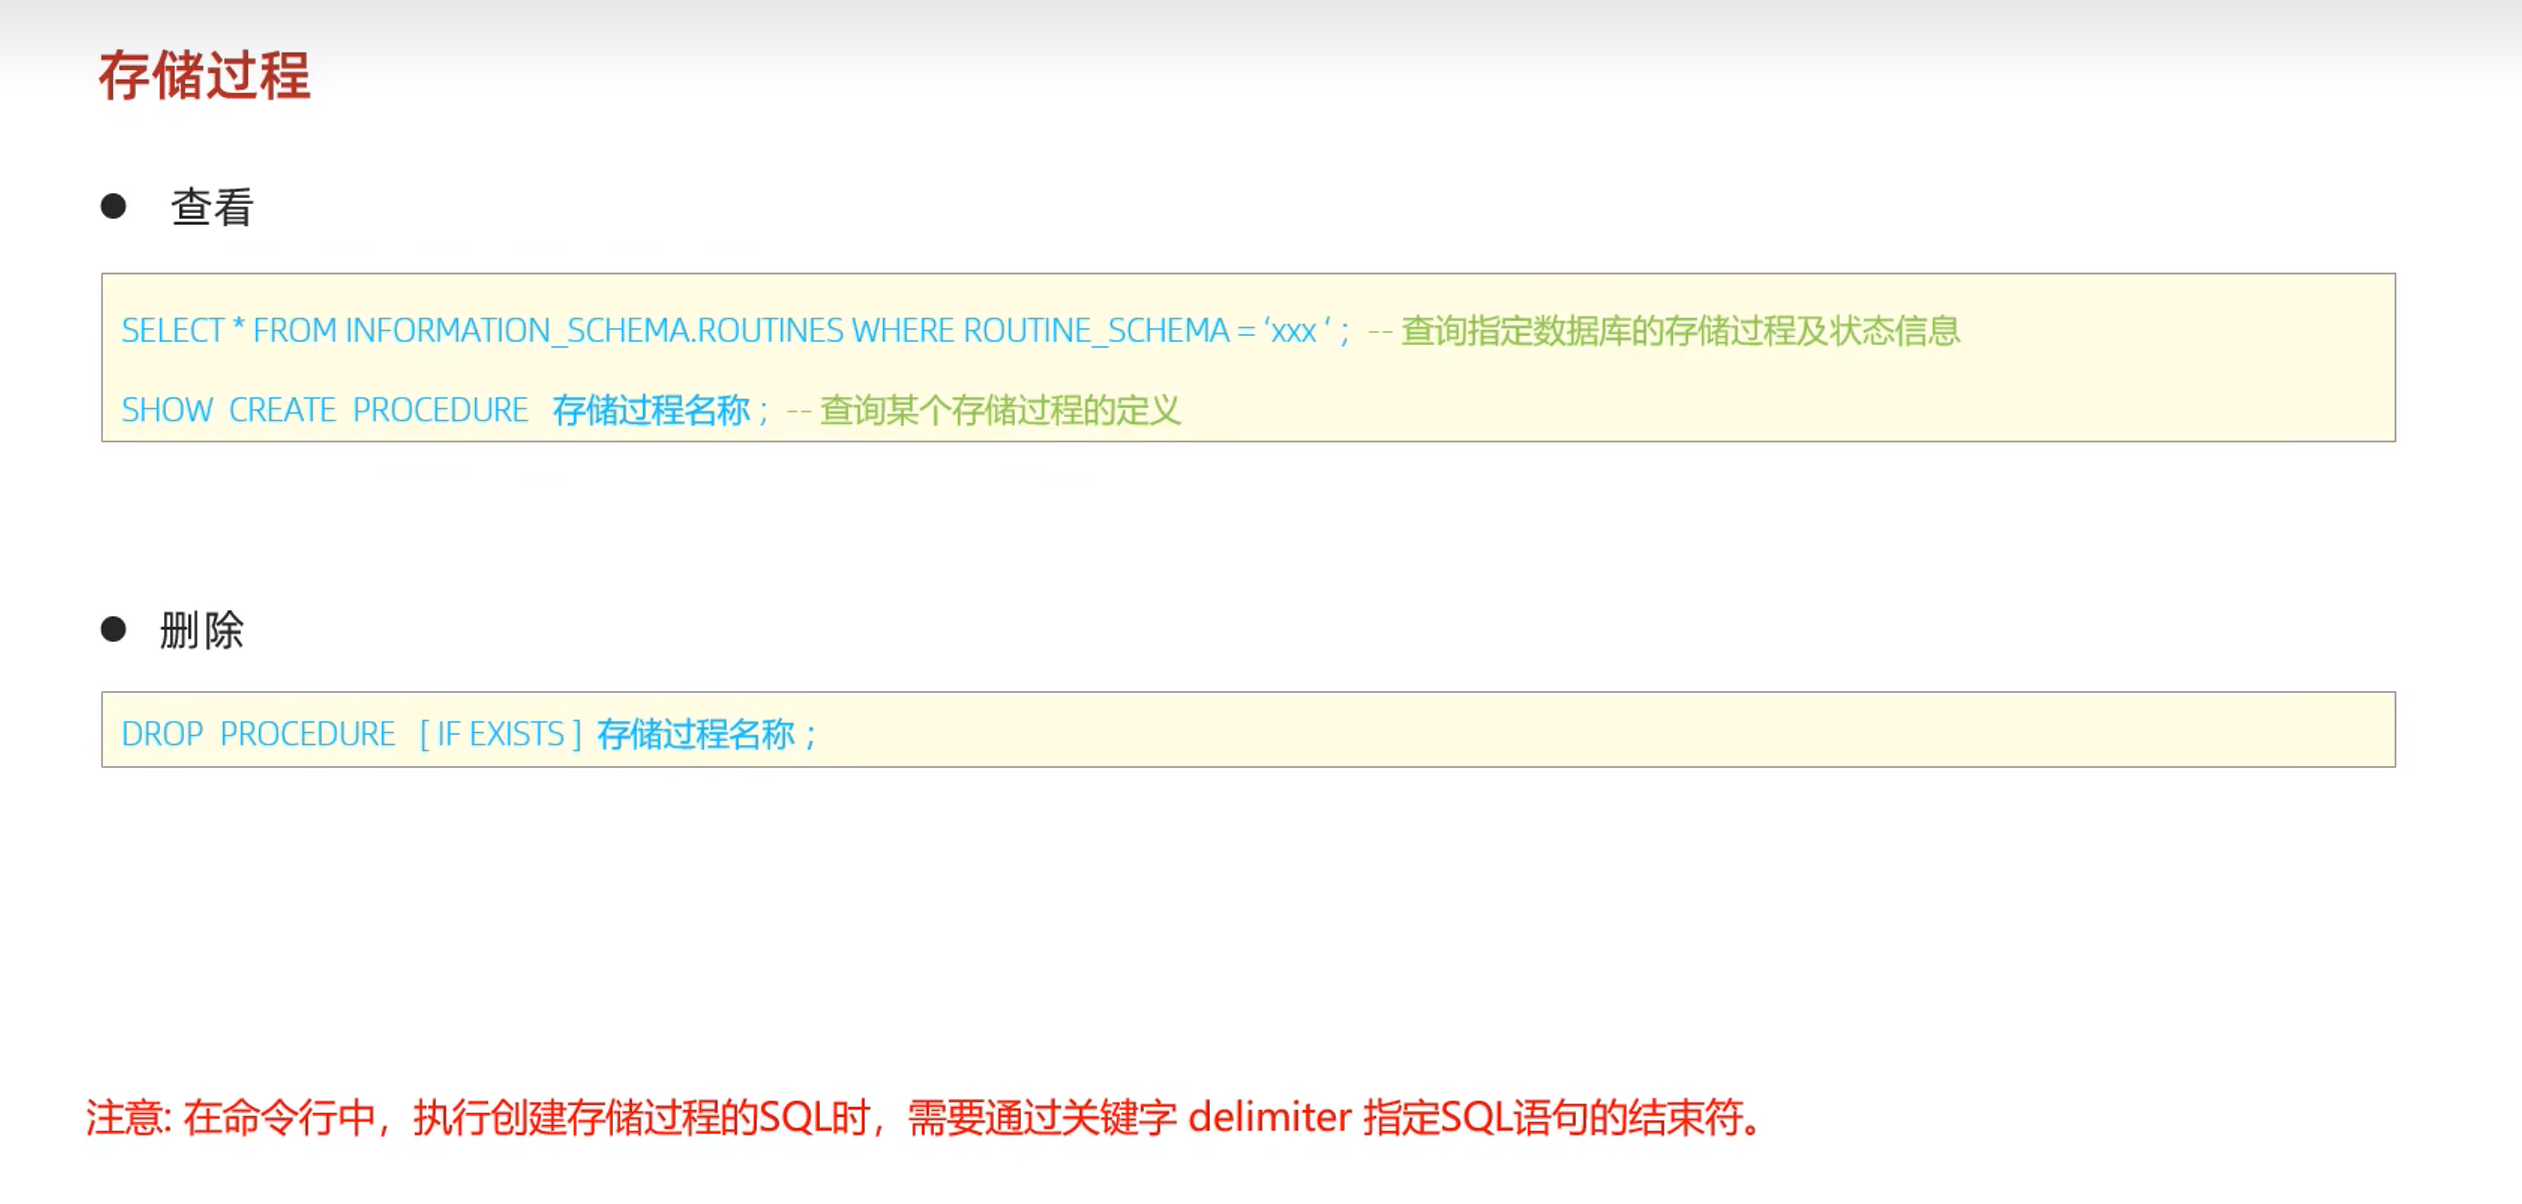 存储过程
查看
SELECT * FROM INFORMATION_SCHEMA.ROUTINES WHERE ROUTINE_SCHEMA = ‘xxx ‘ ; -- 查询指定数据库的存储过程及状态信息
SHOW CREATE PROCEDURE 存储过程名称 ; -- 查询某个存储过程的定义
删除
DROP PROCEDURE [ IF EXISTS ] 存储过程名称 ;
注意: 在命令行中，执行创建存储过程的SQL时，需要通过关键字 delimiter 指定SQL语句的结束符。